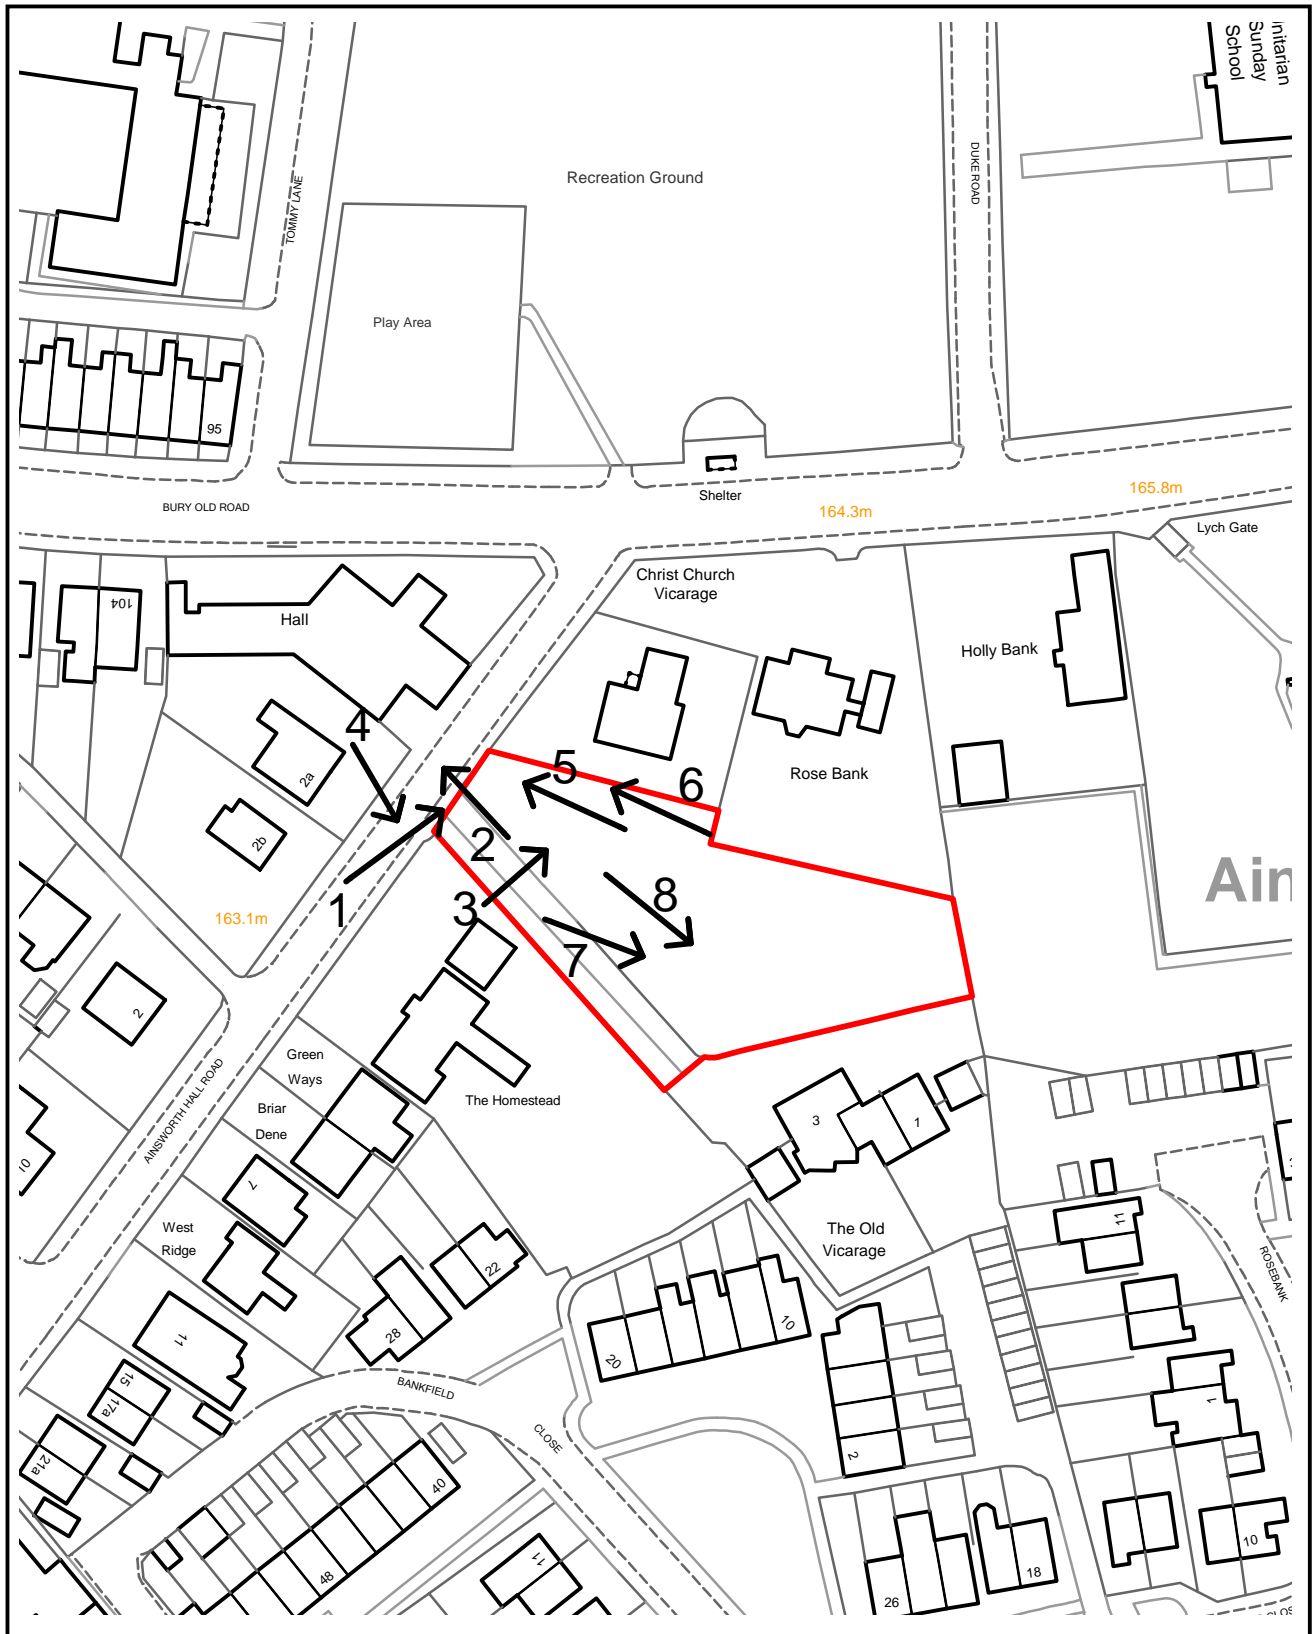 initarian
Sunday
School
TOMMY LANE
DUKE ROAD
Recreation Ground
Play Area
95
Shelter
BURY OLD ROAD
164.3m
165.8m
Lych Gate
Christ Church
Vicarage
104
Hall
Holly Bank
4
2a
5
6
Rose Bank
2b
2
1
3
8
163.1m
Ain
7
2
Green
Ways
The Homestead
Briar
Dene
AINSWORTH HALL ROAD
3
1
10
7
West
Ridge
The Old
Vicarage
11
22
ROSEBANK
28
10
11
20
15
17a
BANKFIELD
CLOSE
1
21a
40
2
48
11
10
18
26
CLOS